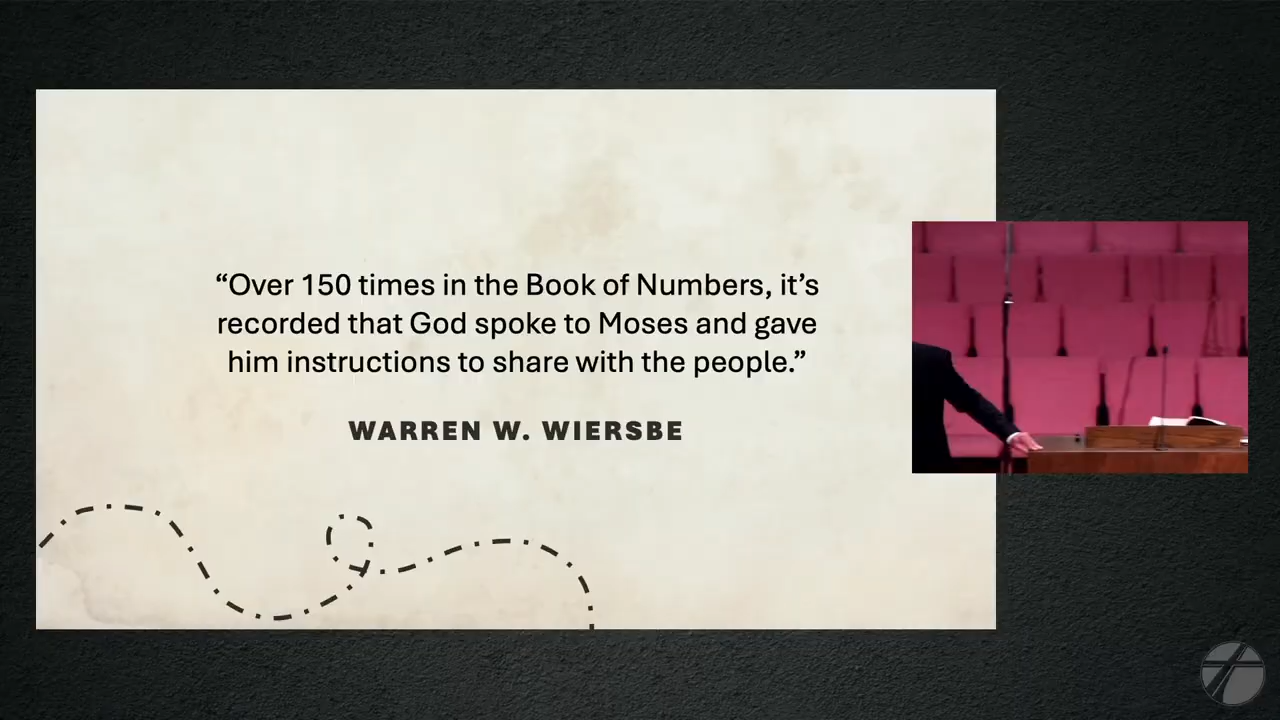 “Over 150 times in the Book of Numbers, it’s
recorded that God spoke to Moses and gave
him instructions to share with the people.”
WARREN W. WIERSBE